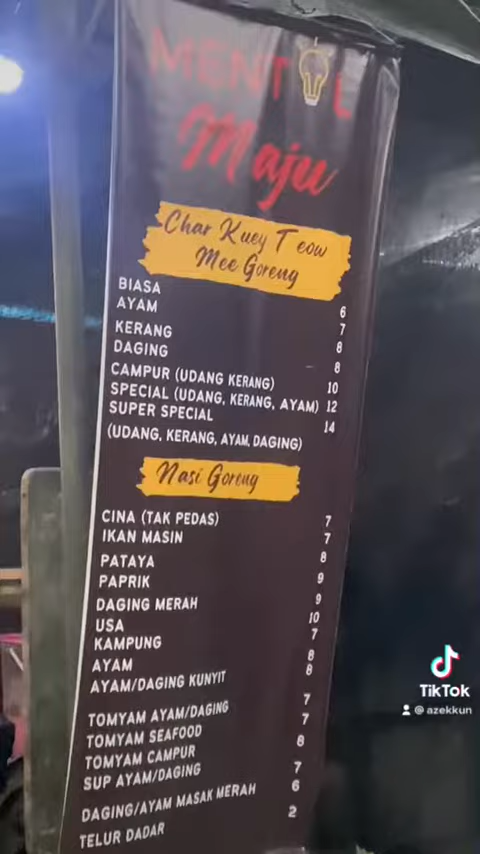 MENTOL
Maju
Char Kuey Teow
Mee Goreng
BIASA 6
AYAM 7
KERANG 8
DAGING 8
CAMPUR (UDANG KERANG) 10
SPECIAL (UDANG, KERANG, AYAM) 12
SUPER SPECIAL 14
(UDANG, KERANG, AYAM, DAGING)
Nasi Goreng
CINA (TAK PEDAS) 7
IKAN MASIN 7
PATAYA 8
PAPRIK 9
DAGING MERAH 9
USA 10
KAMPUNG 7
AYAM 8
AYAM/DAGING KUNYIT 8
TOMYAM AYAM/DAGING 7
TOMYAM SEAFOOD 7
TOMYAM CAMPUR 8
SUP AYAM/DAGING 7
DAGING/AYAM MASAK MERAH 6
TELUR DADAR 2
TikTok
@azekkun